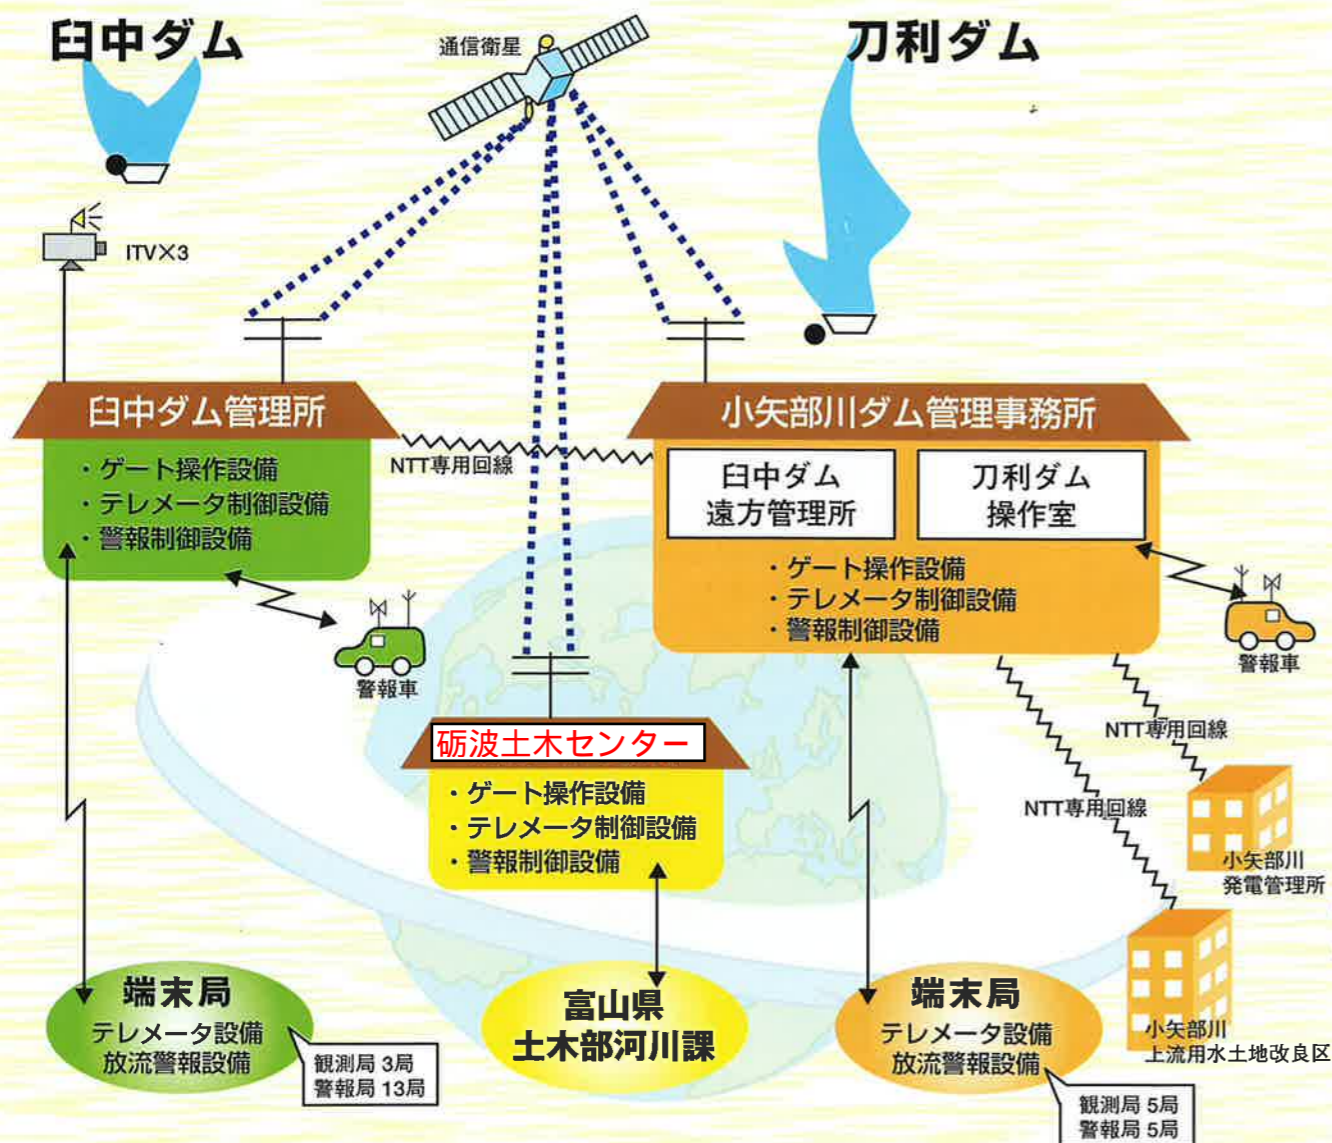 臼中ダム
通信衛星
刀利ダム
ITV×3
臼中ダム管理所
・ゲート操作設備
・テレメータ制御設備
・警報制御設備
NTT専用回線
小矢部川ダム管理事務所
臼中ダム
遠方管理所
刀利ダム
操作室
・ゲート操作設備
・テレメータ制御設備
・警報制御設備
警報車
警報車
砺波土木センター
・ゲート操作設備
・テレメータ制御設備
・警報制御設備
NTT専用回線
NTT専用回線
小矢部川
発電管理所
小矢部川
上流用水土地改良区
端末局
テレメータ設備
放流警報設備
観測局 3局
警報局 13局
富山県
土木部河川課
端末局
テレメータ設備
放流警報設備
観測局 5局
警報局 5局